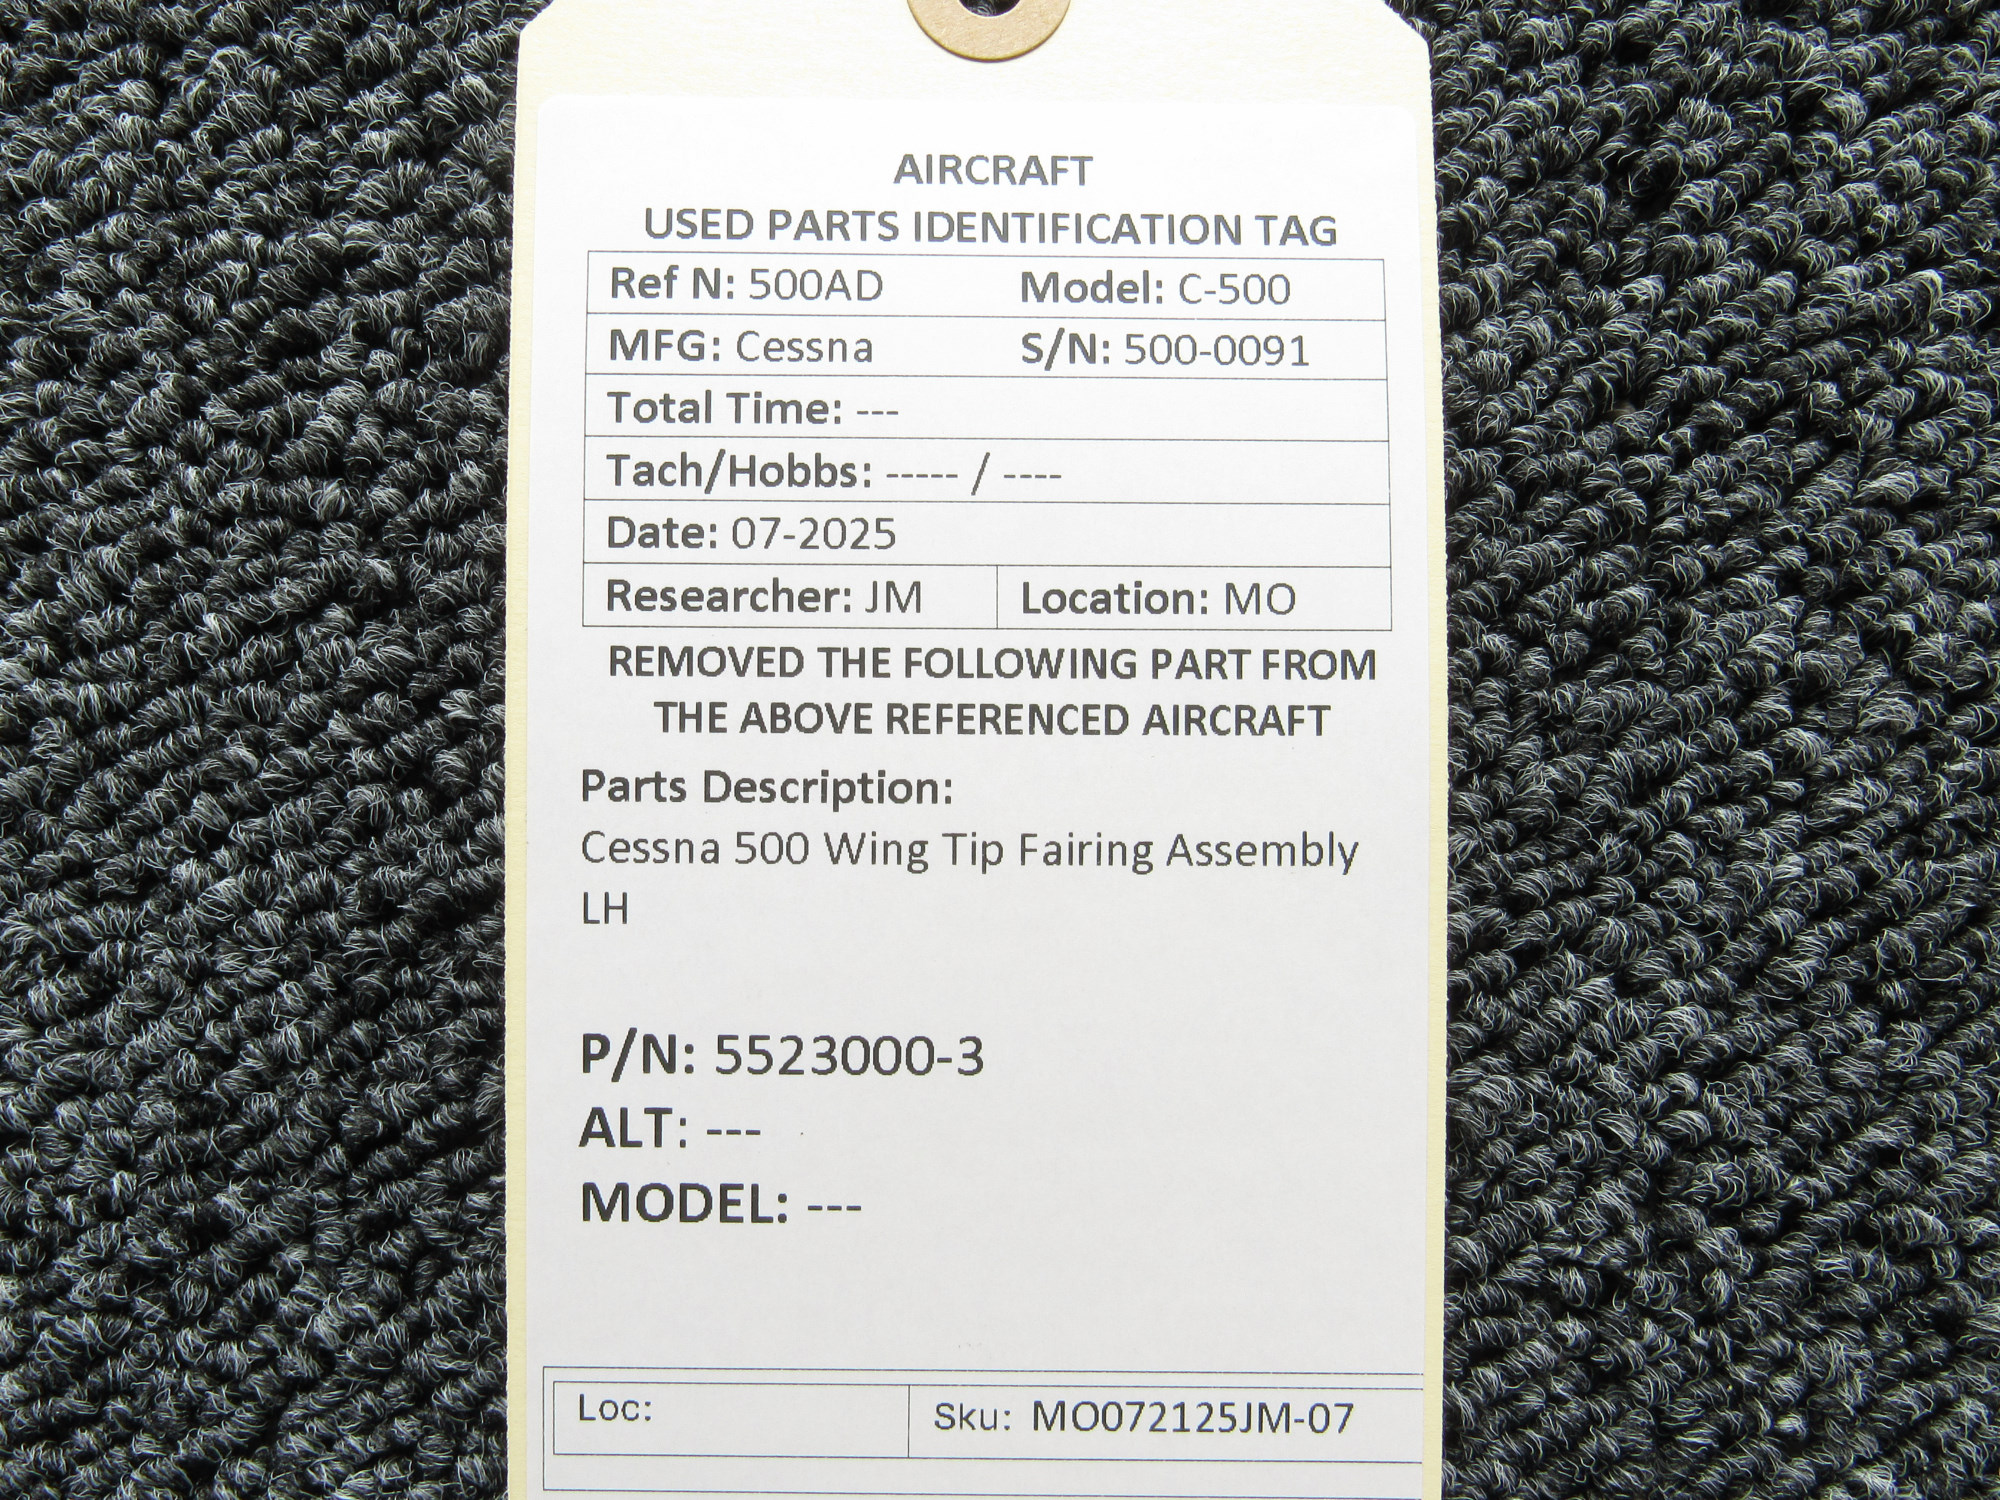 AIRCRAFT
USED PARTS IDENTIFICATION TAG
Ref N: 500AD Model: C-500
MFG: Cessna S/N: 500-0091
Total Time: ---
Tach/Hobbs: ----- / ----
Date: 07-2025
Researcher: JM Location: MO
REMOVED THE FOLLOWING PART FROM
THE ABOVE REFERENCED AIRCRAFT
Parts Description:
Cessna 500 Wing Tip Fairing Assembly
LH
P/N: 5523000-3
ALT: ---
MODEL: ---
Loc: Sku: MO072125JM-07